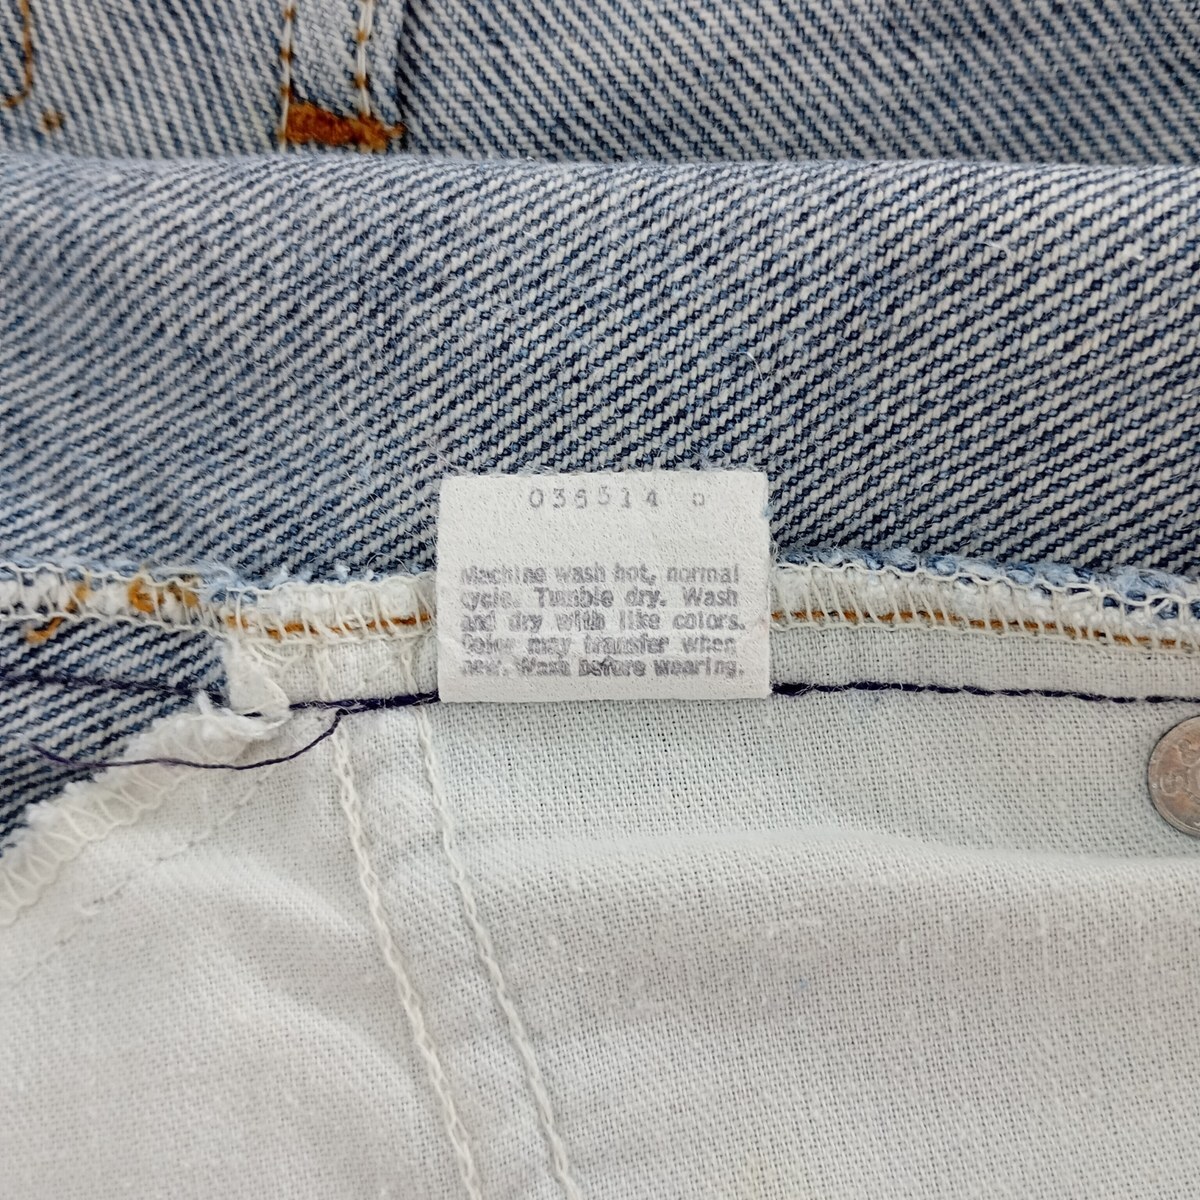 Machine wash hot, normal
cycle. Tumble dry. Wash
and dry with like colors.
Color may transfer when
new. Wash before wearing.